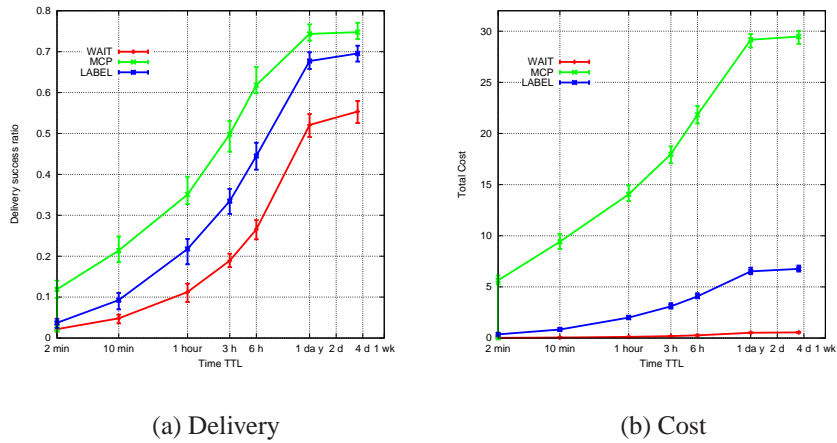 0.8
0.7
0.6
0.5
0.4
0.3
0.2
0.1
0
Delivery success ratio
WAIT
MCP
LABEL
2 min
10 min
1 hour
3 h
6 h
1 da y
2 d
4 d
1 wk
Time TTL
(a) Delivery
30
25
20
15
10
5
0
Total Cost
WAIT
MCP
LABEL
2 min
10 min
1 hour
3 h
6 h
1 da y
2 d
4 d
1 wk
Time TTL
(b) Cost